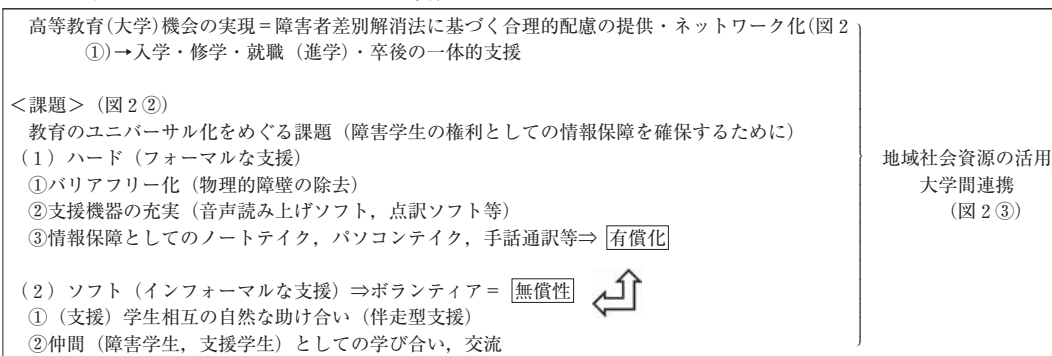 高等教育(大学)機会の実現＝障害者差別解消法に基づく合理的配慮の提供・ネットワーク化(図２
①)→入学・修学・就職（進学）・卒後の一体的支援
＜課題＞（図２②）
教育のユニバーサル化をめぐる課題（障害学生の権利としての情報保障を確保するために）
（１）ハード（フォーマルな支援）
①バリアフリー化（物理的障壁の除去）
②支援機器の充実（音声読み上げソフト，点訳ソフト等）
③情報保障としてのノートテイク，パソコンテイク，手話通訳等⇒ 有償化
（２）ソフト（インフォーマルな支援）⇒ボランティア＝ 無償性
①（支援）学生相互の自然な助け合い（伴走型支援）
②仲間（障害学生，支援学生）としての学び合い，交流
地域社会資源の活用
大学間連携
（図２③）